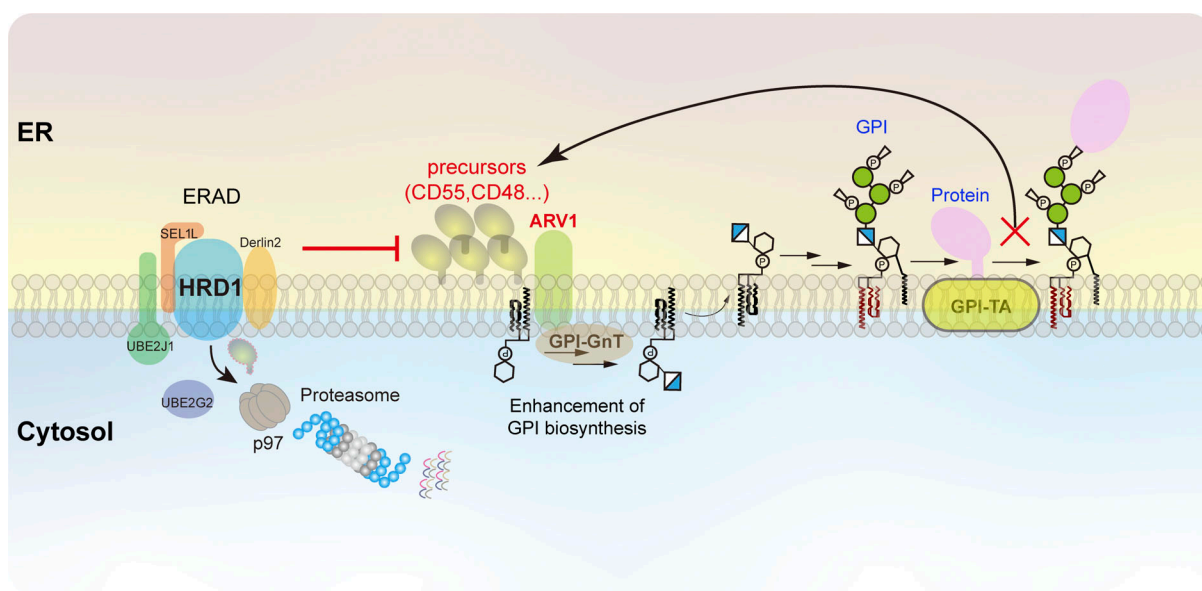 ER
ERAD
SEL1L
Derlin2
HRD1
UBE2J1
UBE2G2
p97
Proteasome
Cytosol
precursors
(CD55,CD48...)
ARV1
GPI-GnT
P
P
Enhancement of
GPI biosynthesis
P
GPI
P
P
P
P
Protein
GPI-TA
P
P
P
P
P